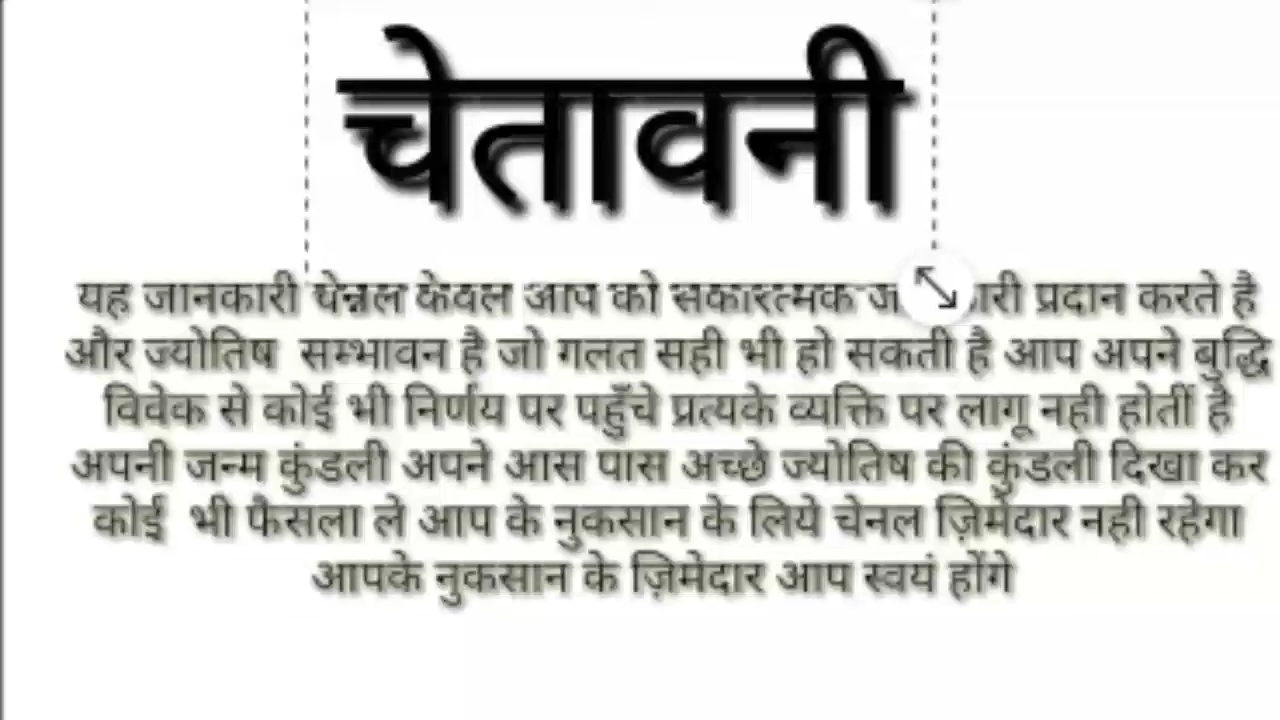 चेतावनी
यह जानकारी चेन्नल केवल आप को सकारत्मक प्रदान करते है
और ज्योतिष सम्भावन है जो गलत सही भी हो सकती है आप अपने बुद्धि
विवेक से कोई भी निर्णय पर पहुँचे प्रत्यके व्यक्ति पर लागू नही होतीं है
अपनी जन्म कुंडली अपने आस पास अच्छे ज्योतिष की कुंडली दिखा कर
कोई भी फैसला ले आप के नुकसान के लिये चेनल ज़िमेदार नही रहेगा
आपके नुकसान के ज़िमेदार आप स्वयं होंगे